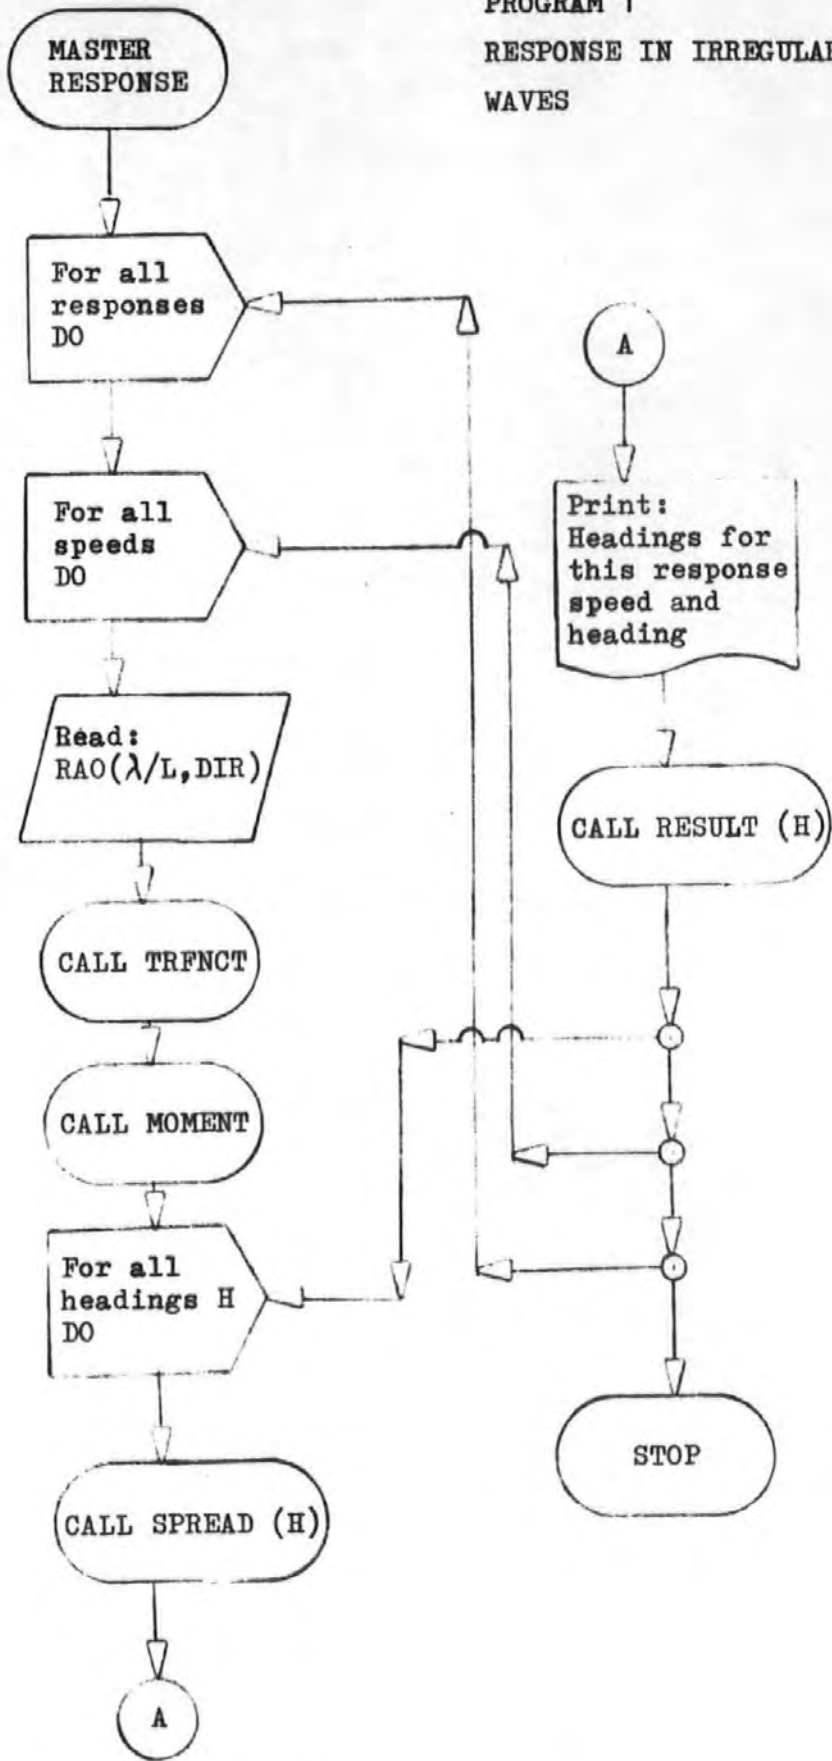 PROGRAM 1
RESPONSE IN IRREGULAR
WAVES
MASTER
RESPONSE
For all
responses
DO
For all
speeds
DO
Read:
RAO(λ/L,DIR)
CALL TRFNCT
CALL MOMENT
For all
headings H
DO
CALL SPREAD (H)
A
A
Print:
Headings for
this response
speed and
heading
CALL RESULT (H)
STOP